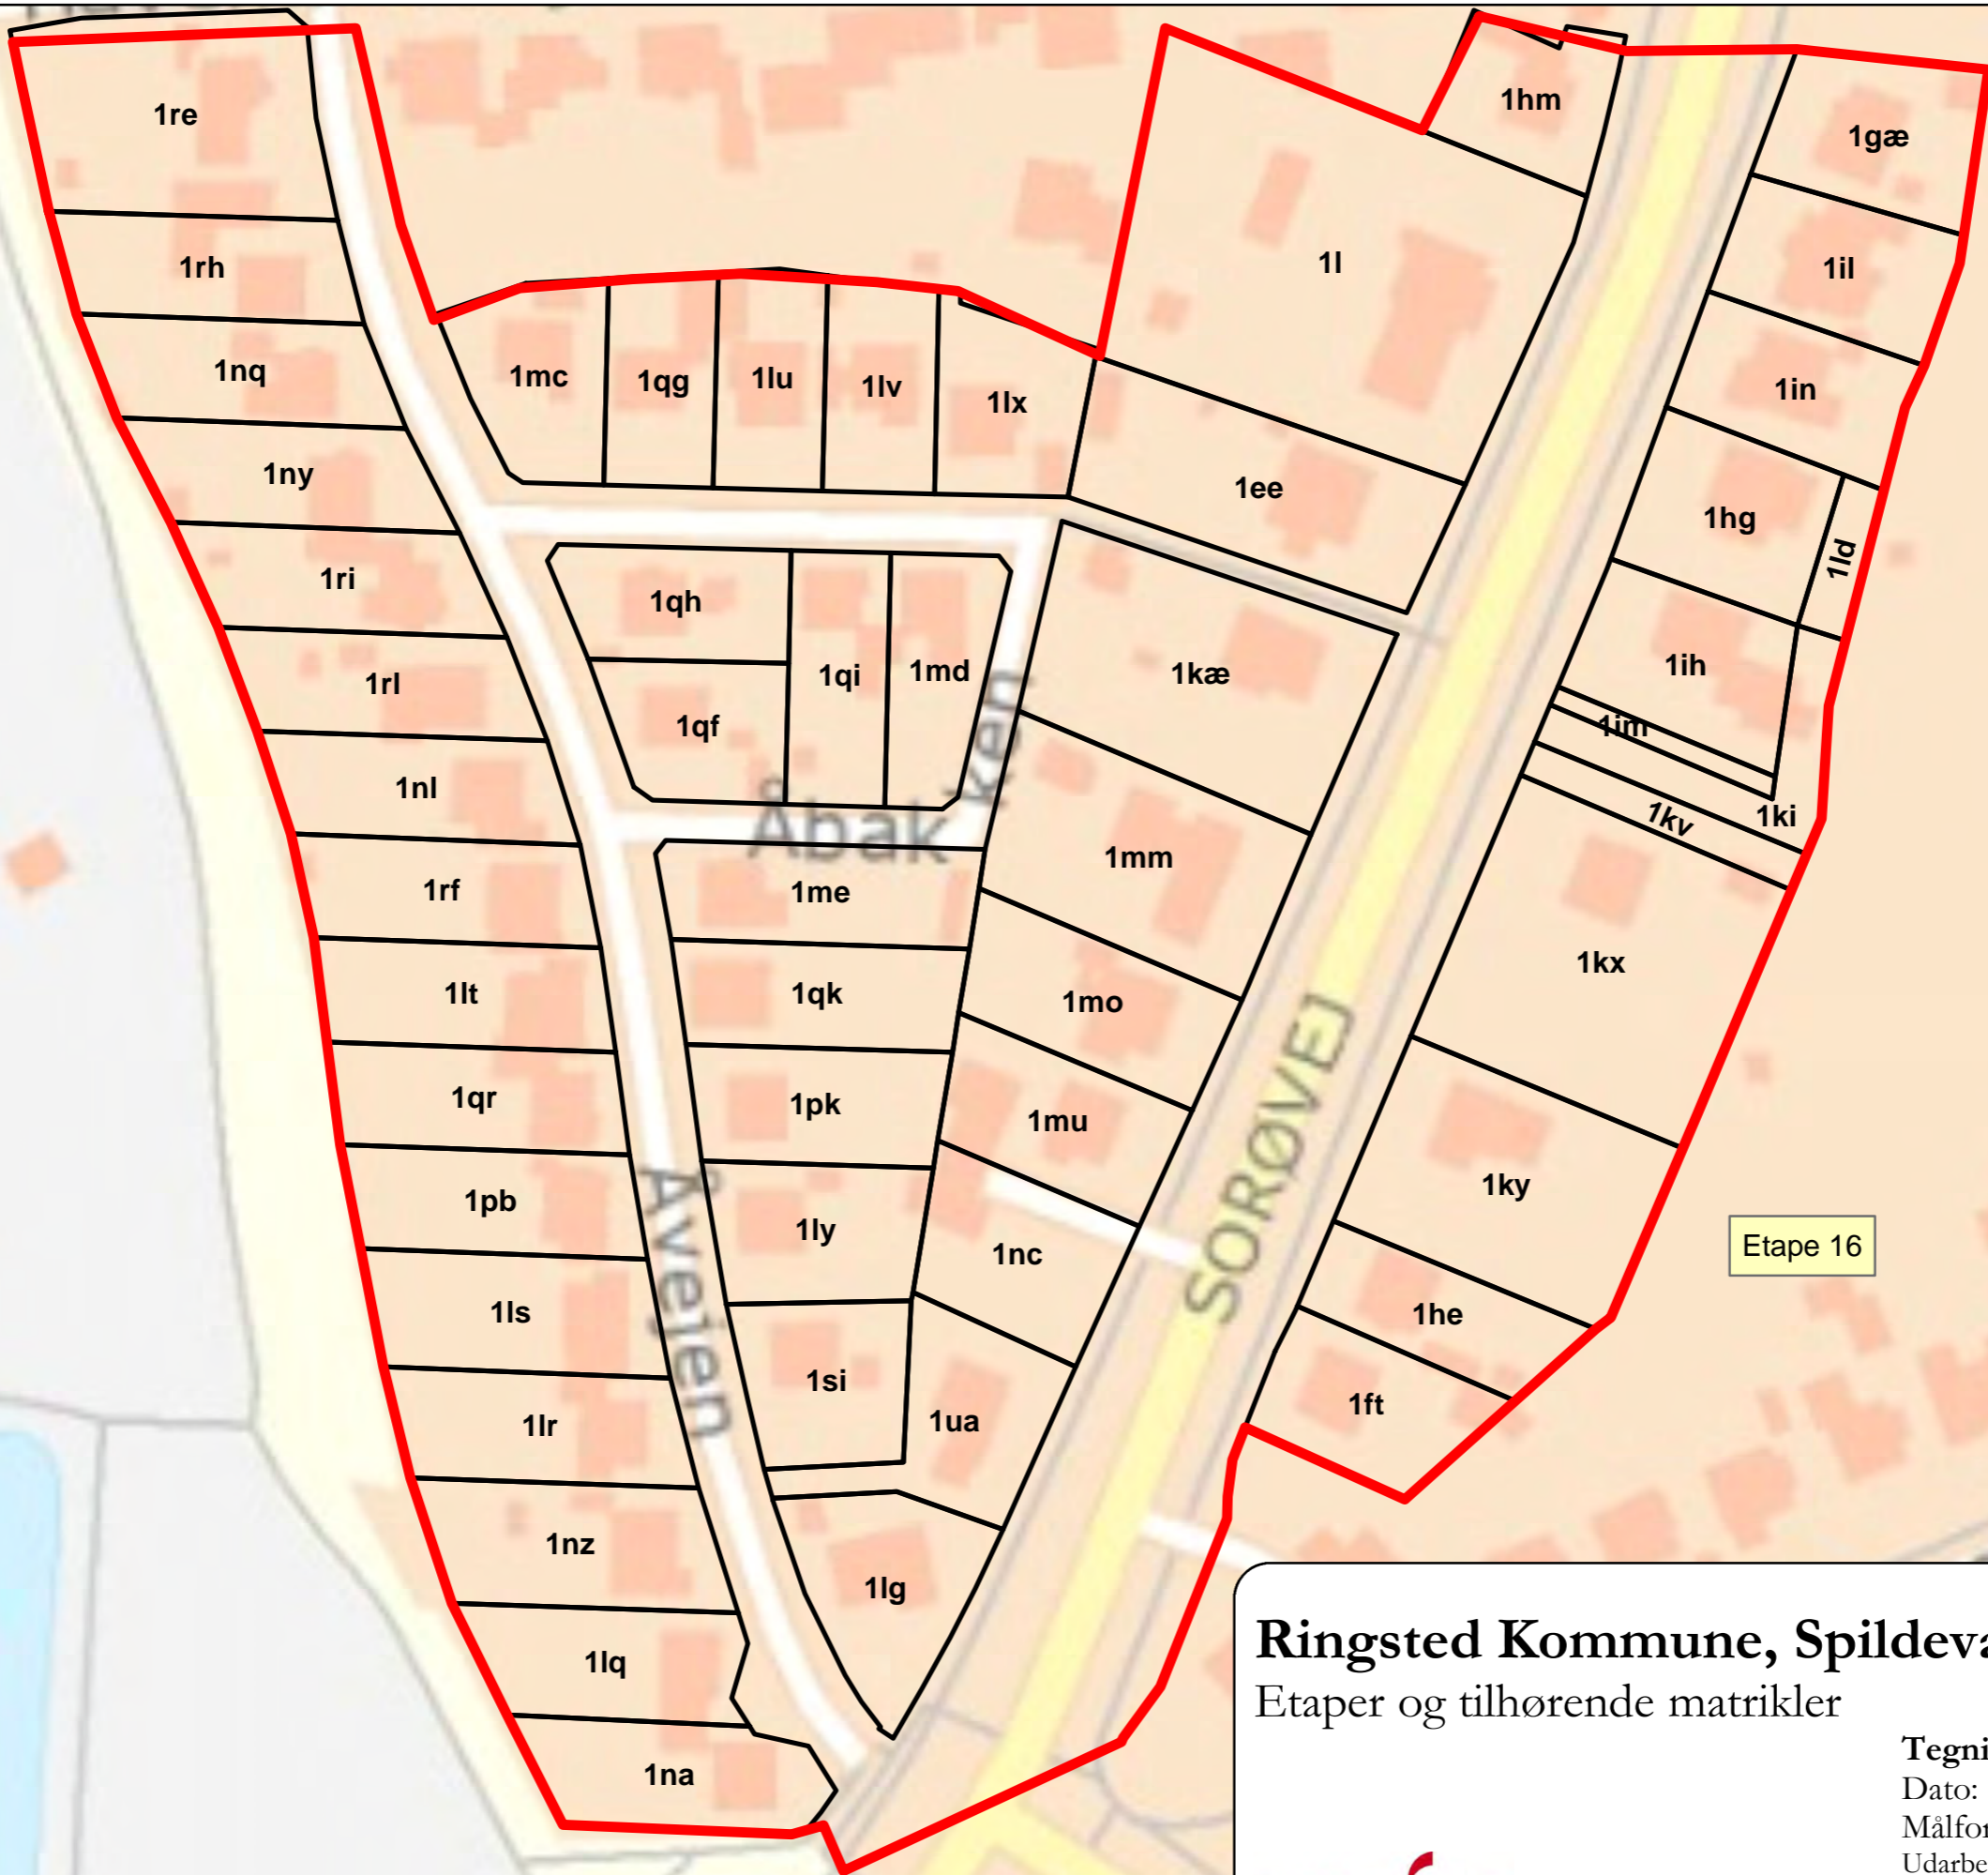 1re
1hm
1gæ
1rh
1l
1il
1nq
1mc
1qg
1lu
1lv
1lx
1in
1ny
1ee
1hg
1ld
1ri
1qh
1qi
1md
1kæ
1ih
1rl
1qf
1im
1nl
Åbak
ken
1kv
1ki
1rf
1me
1mm
1kx
1lt
1qk
1mo
1qr
1pk
1mu
SORØVEJ
1pb
1ly
1ky
Åvejen
1nc
Etape 16
1ls
1he
1si
1ft
1lr
1ua
1nz
1lg
1lq
1na
Ringsted Kommune,
Etaper og tilhørende matrikler
Dato: